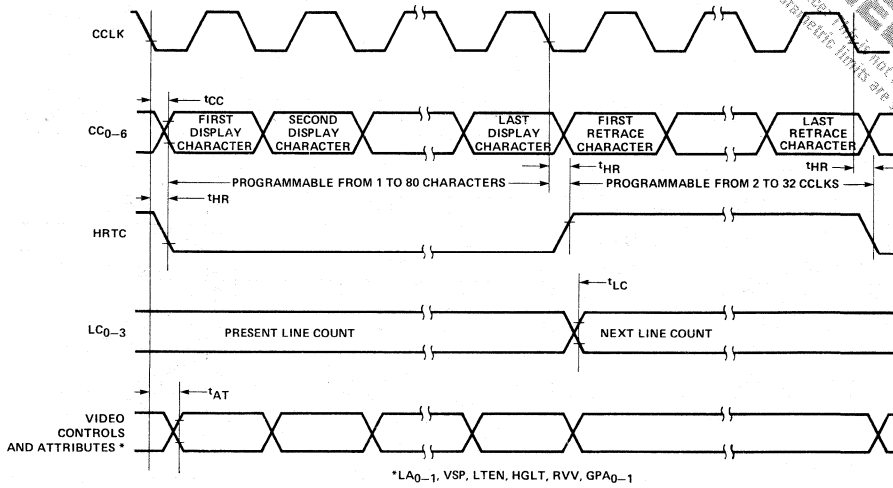 CCLK
tCC
CC0–6
FIRST DISPLAY CHARACTER
SECOND DISPLAY CHARACTER
LAST DISPLAY CHARACTER
FIRST RETRACE CHARACTER
LAST RETRACE CHARACTER
tHR
tHR
PROGRAMMABLE FROM 1 TO 80 CHARACTERS
PROGRAMMABLE FROM 2 TO 32 CCLKS
tHR
HRTC
tLC
LC0–3
PRESENT LINE COUNT
NEXT LINE COUNT
tAT
VIDEO
CONTROLS
AND ATTRIBUTES *
*LA0–1, VSP, LTEN, HGLT, RVV, GPA0–1
not
limits are